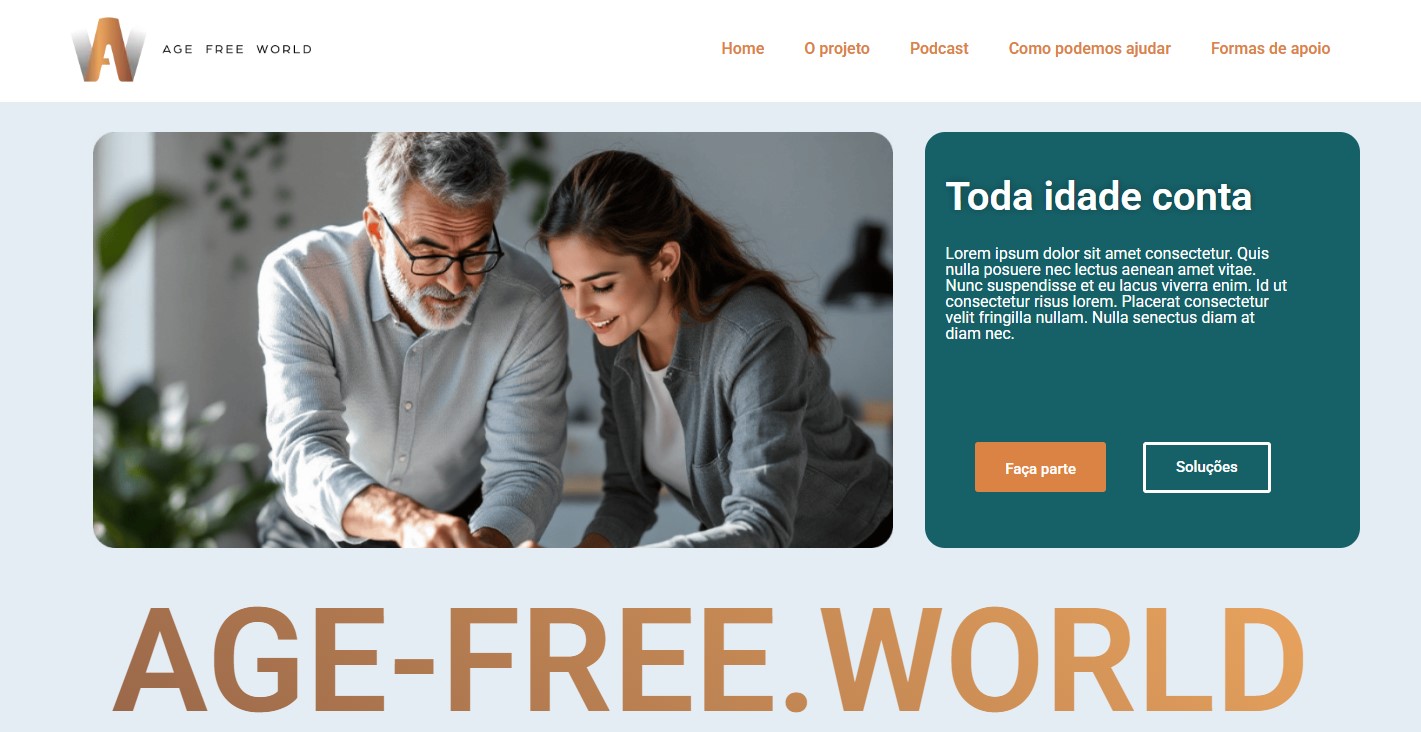 AGE FREE WORLD
Home O projeto Podcast Como podemos ajudar Formas de apoio
Toda idade conta
Lorem ipsum dolor sit amet consectetur. Quis
nulla posuere nec lectus aenean amet vitae.
Nunc suspendisse et eu lacus viverra enim. Id ut
consectetur risus lorem. Placerat consectetur
velit fringilla nullam. Nulla senectus diam at
diam nec.
Faça parte Soluções
AGE-FREE.WORLD